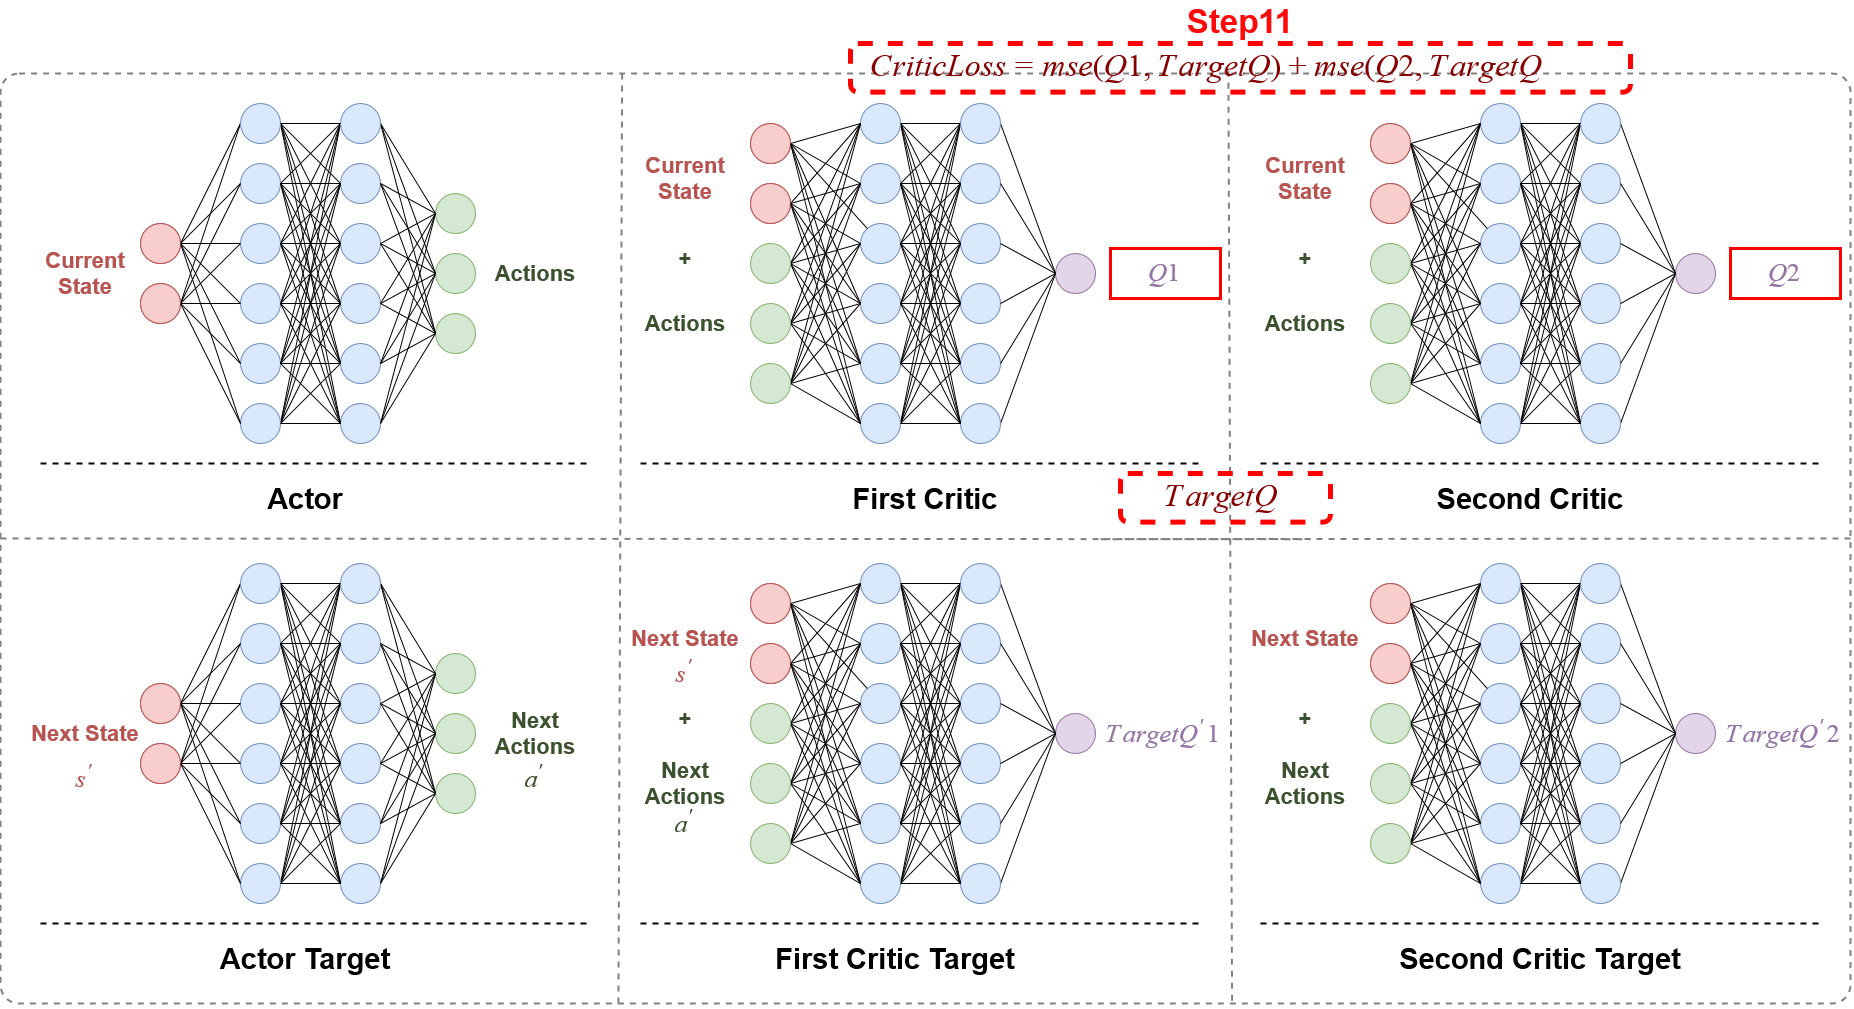 Step11
CriticLoss = mse(Q1, TargetQ) + mse(Q2, TargetQ
Current
State
Actions
Actor
Current
State
+
Actions
Q1
First Critic
Current
State
+
Actions
Q2
Second Critic
TargetQ
Next State
s′
Next
Actions
a′
Actor Target
Next State
s′
+
Next
Actions
a′
TargetQ′1
First Critic Target
Next State
+
Next
Actions
TargetQ′2
Second Critic Target